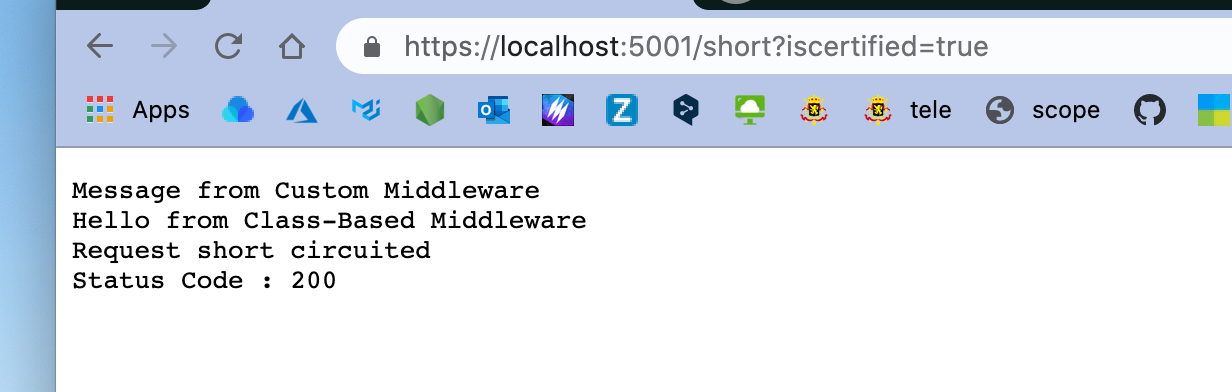 https://localhost:5001/short?iscertified=true
Apps
tele
scope
Message from Custom Middleware
Hello from Class-Based Middleware
Request short circuited
Status Code : 200